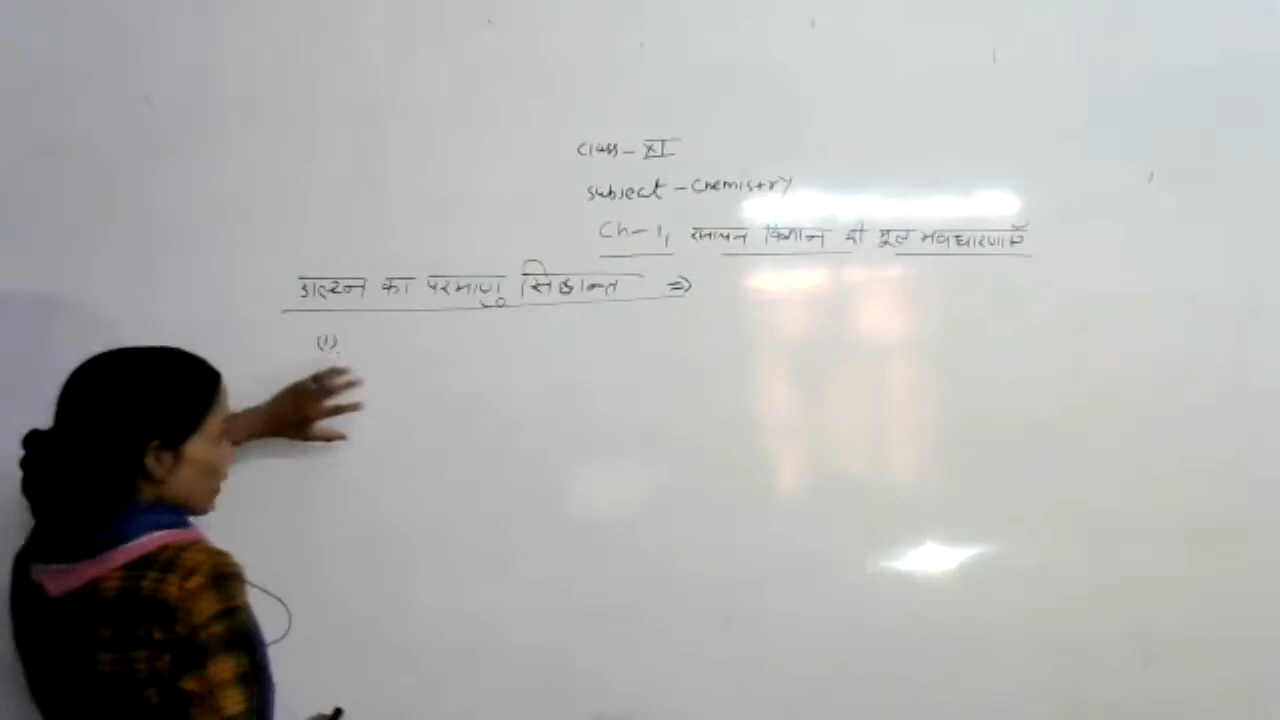 Class - XI
Subject - Chemistry
Ch-1, रसायन विज्ञान की मूल अवधारणाएँ
डाल्टन का परमाणु सिद्धान्त ⇒
(1).